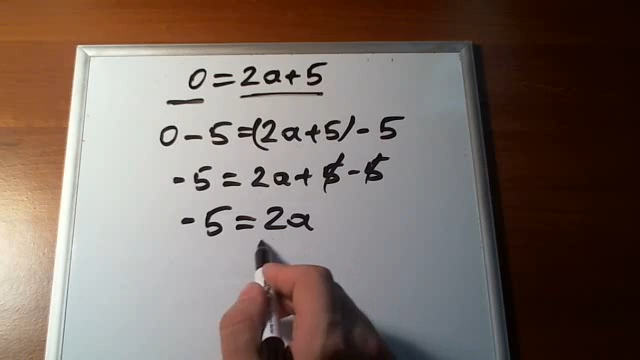 0 = 2a + 5
0 - 5 = (2a + 5) - 5
-5 = 2a + 5 - 5
-5 = 2a